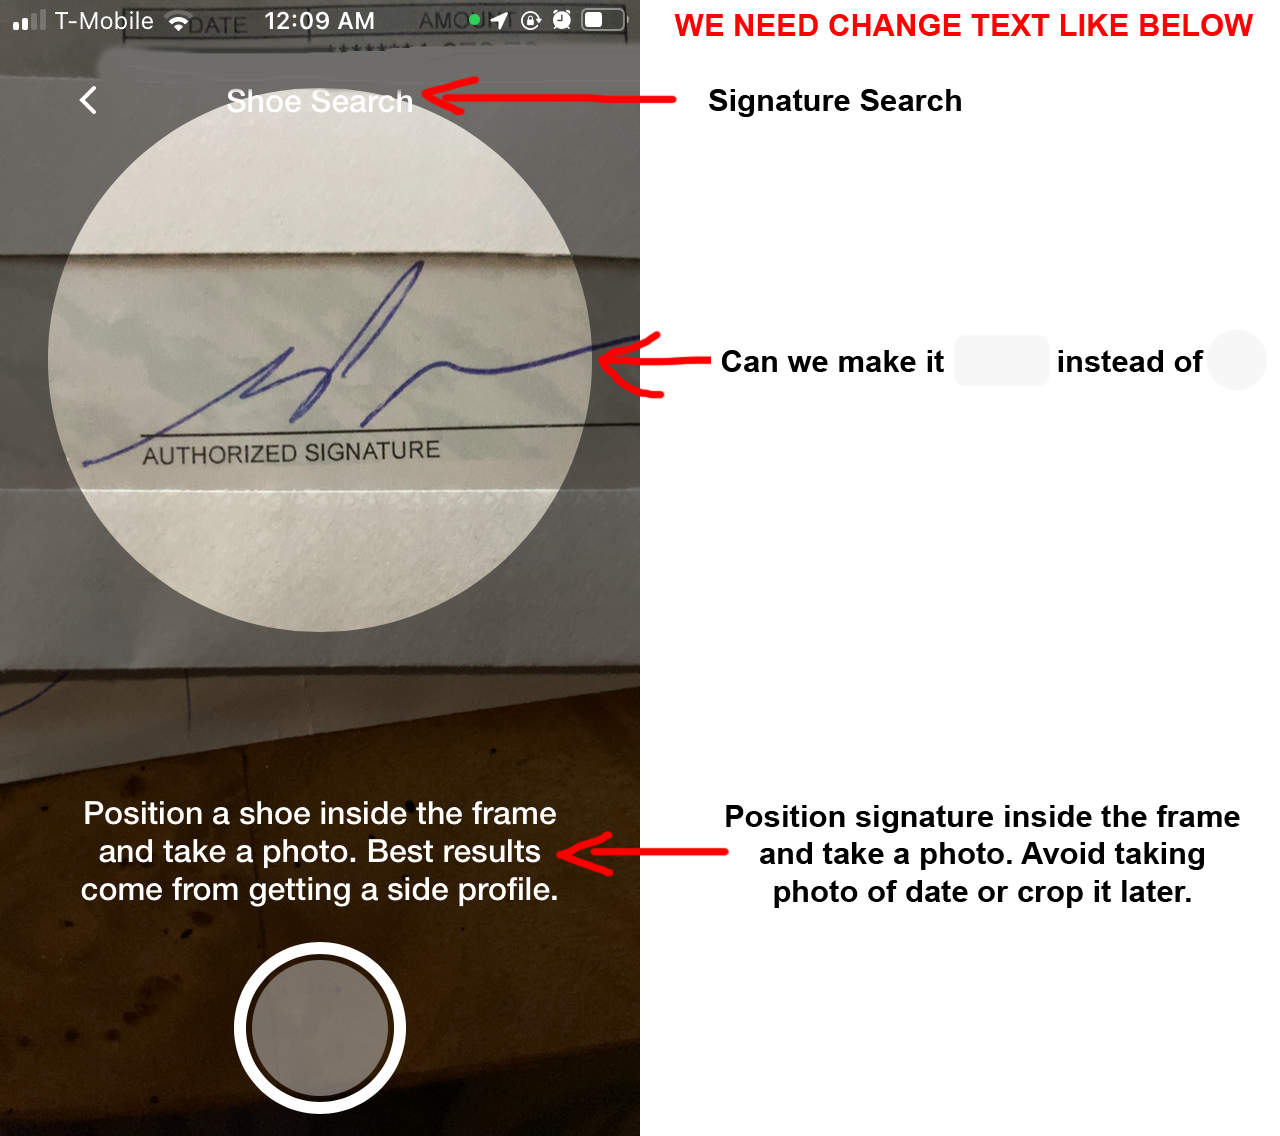 T-Mobile 12:09 AM
DATE
WE NEED CHANGE TEXT LIKE BELOW
Shoe Search
Signature Search
Can we make it instead of
AUTHORIZED SIGNATURE
Position a shoe inside the frame
and take a photo. Best results
come from getting a side profile.
Position signature inside the frame
and take a photo. Avoid taking
photo of date or crop it later.